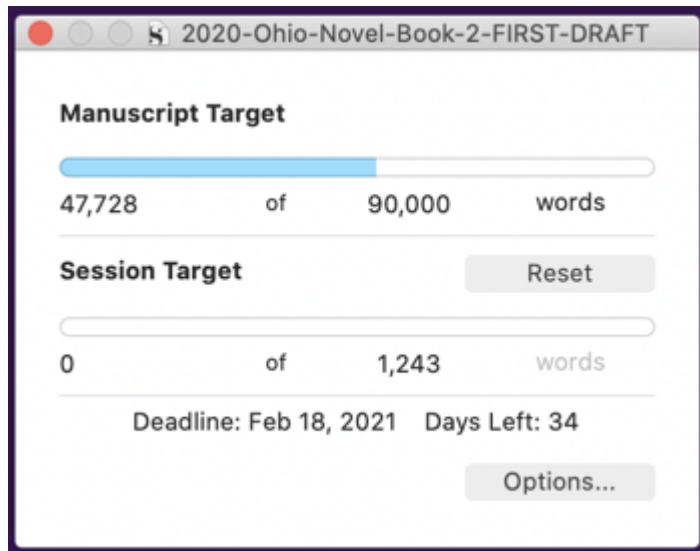 2020-Ohio-Novel-Book-2-FIRST-DRAFT
Manuscript Target
47,728 of 90,000 words
Session Target Reset
0 of 1,243 words
Deadline: Feb 18, 2021 Days Left: 34
Options...